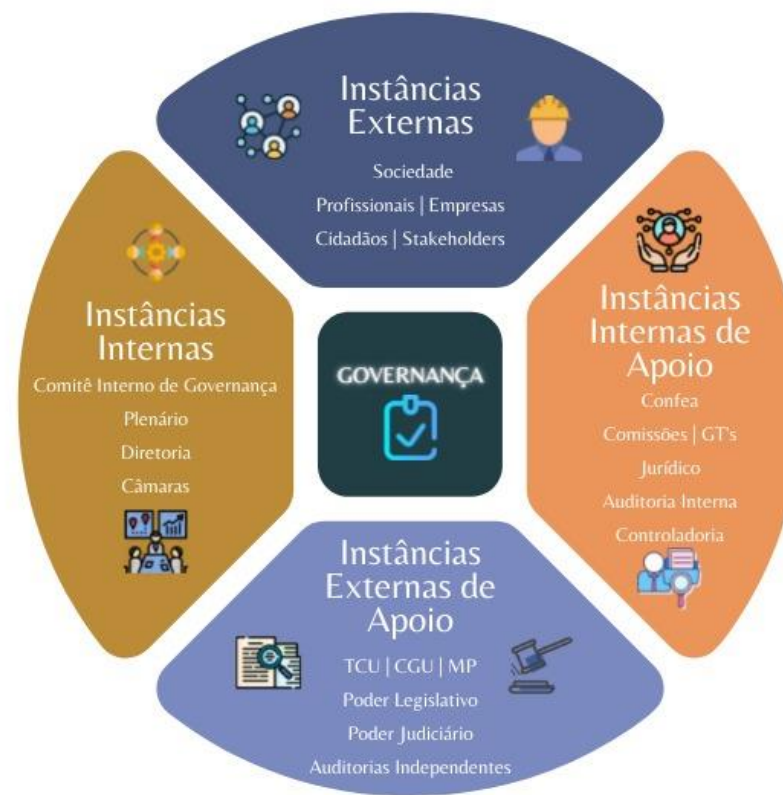 Instâncias
Externas
Sociedade
Profissionais | Empresas
Cidadãos | Stakeholders
Instâncias
Internas
Comitê Interno de Governança
Plenário
Diretoria
Câmaras
GOVERNANÇA
Instâncias
Internas de
Apoio
Confea
Comissões | GT's
Jurídico
Auditoria Interna
Controladoria
Instâncias
Externas de
Apoio
TCU | CGU | MP
Poder Legislativo
Poder Judiciário
Auditorias Independentes